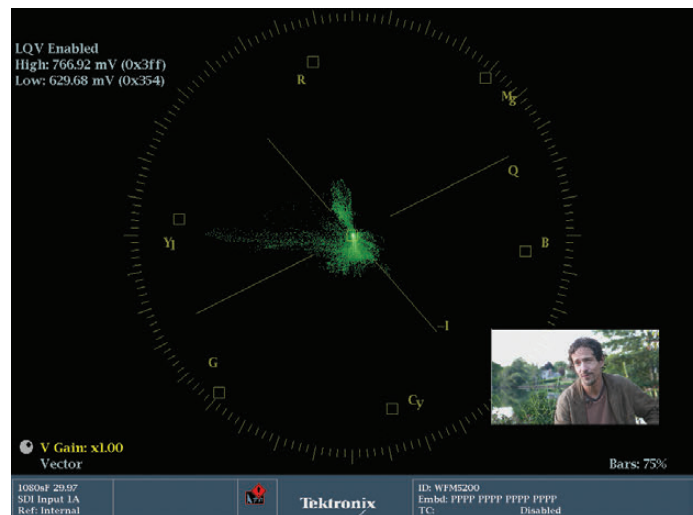 LQV Enabled
High: 766.92 mV (0x3ff)
Low: 629.68 mV (0x354)
R
Mg
Q
Yl
B
-I
G
Cy
V Gain: x1.00
Vector
Bars: 75%
1080sF 29.97
SDI Input 1A
Ref: Internal
Tektronix
ID: WFM5200
Embd: PPPP PPPP PPPP PPPP
TC: Disabled